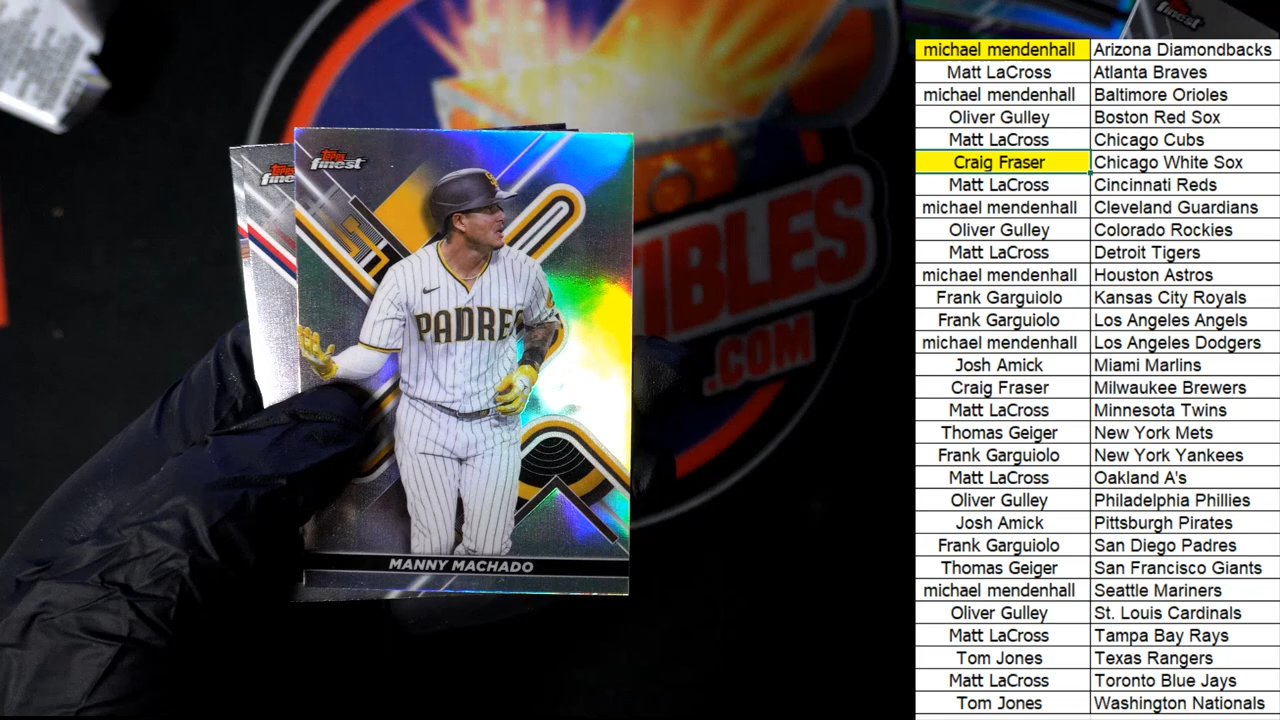 Topps
finest
Topps
finest
finest
PADRES
MANNY MACHADO
.COM
michael mendenhall Arizona Diamondbacks
Matt LaCross Atlanta Braves
michael mendenhall Baltimore Orioles
Oliver Gulley Boston Red Sox
Matt LaCross Chicago Cubs
Craig Fraser Chicago White Sox
Matt LaCross Cincinnati Reds
michael mendenhall Cleveland Guardians
Oliver Gulley Colorado Rockies
Matt LaCross Detroit Tigers
michael mendenhall Houston Astros
Frank Garguiolo Kansas City Royals
Frank Garguiolo Los Angeles Angels
michael mendenhall Los Angeles Dodgers
Josh Amick Miami Marlins
Craig Fraser Milwaukee Brewers
Matt LaCross Minnesota Twins
Thomas Geiger New York Mets
Frank Garguiolo New York Yankees
Matt LaCross Oakland A's
Oliver Gulley Philadelphia Phillies
Josh Amick Pittsburgh Pirates
Frank Garguiolo San Diego Padres
Thomas Geiger San Francisco Giants
michael mendenhall Seattle Mariners
Oliver Gulley St. Louis Cardinals
Matt LaCross Tampa Bay Rays
Tom Jones Texas Rangers
Matt LaCross Toronto Blue Jays
Tom Jones Washington Nationals